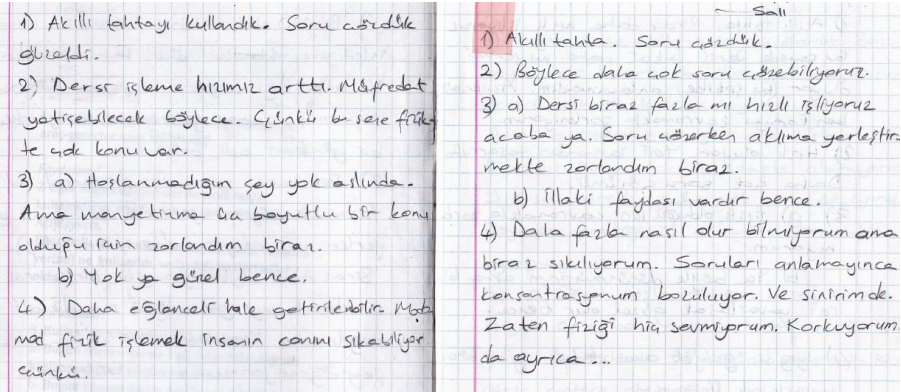 1) Akıllı tahtayı kullandık. Soru çözdük
güzeldi.
2) Dersi işleme hızımız arttı. Müfredat
yetişebilecek böylece. Çünkü bu sene fizik-
te çok konu var.
3) a) Hoşlanmadığım şey yok aslında.
Ama manyetizma üç boyutlu bir konu
olduğu için zorlandım biraz.
b) Yok ya güzel bence.
4) Daha eğlenceli hale getirilebilir.
mod fizik işlemek insanın canını sıkabiliyor
çünkü.
Salı
1) Akıllı tahta. Soru çözdük.
2) Böylece daha çok soru çözebiliyoruz.
3) a) Dersi biraz fazla mı hızlı işliyoruz
acaba ya. Soru çözerken aklıma yerleştir-
mekte zorlandım biraz.
b) İllaki faydası vardır bence.
4) Daha fazla nasıl olur bilmiyorum ama
biraz sıkılıyorum. Soruları anlamayınca
konsantrasyonum bozuluyor. Ve sinirim de.
Zaten fiziği hiç sevmiyorum. Korkuyorum
da ayrıca...